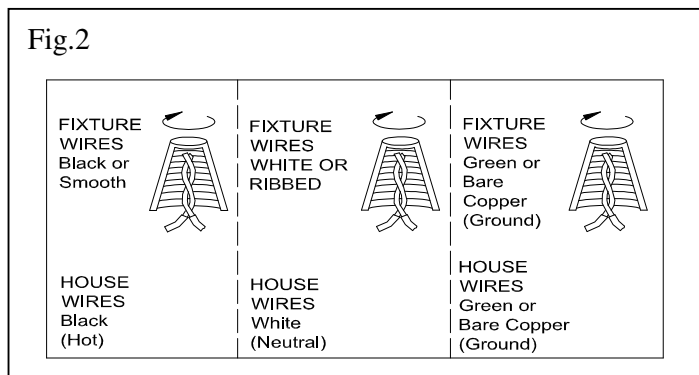 Fig.2
FIXTURE
WIRES
Black or
Smooth
HOUSE
WIRES
Black
(Hot)
FIXTURE
WIRES
WHITE OR
RIBBED
HOUSE
WIRES
White
(Neutral)
FIXTURE
WIRES
Green or
Bare
Copper
(Ground)
HOUSE
WIRES
Green or
Bare Copper
(Ground)